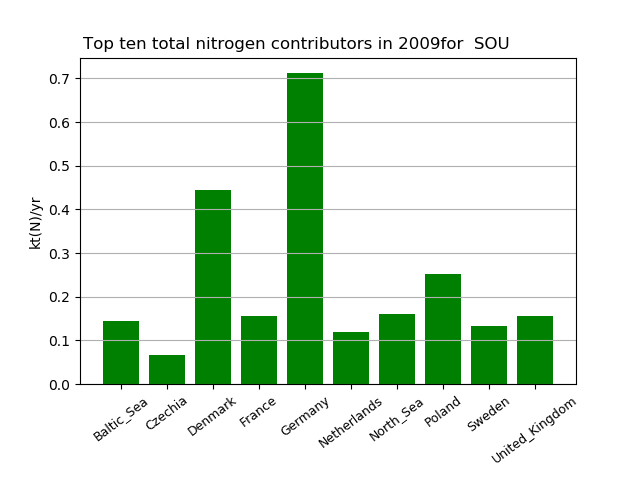 Top ten total nitrogen contributors in 2009for  SOU
kt(N)/yr
0.7
0.6
0.5
0.4
0.3
0.2
0.1
0.0
Baltic_Sea
Czechia
Denmark
France
Germany
Netherlands
North_Sea
Poland
Sweden
United_Kingdom